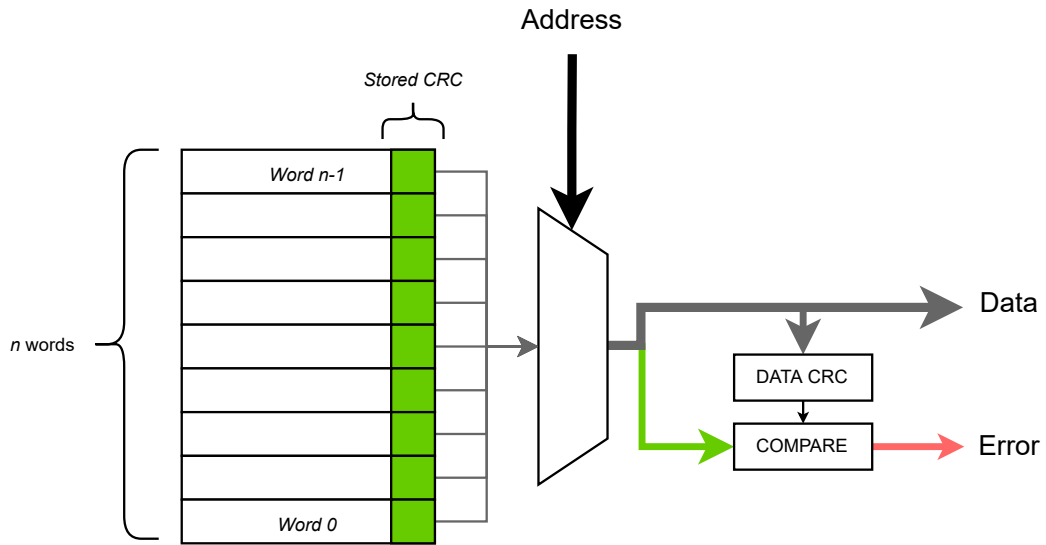 Address
Stored CRC
Word n-1
n words
Data
DATA CRC
COMPARE
Error
Word 0